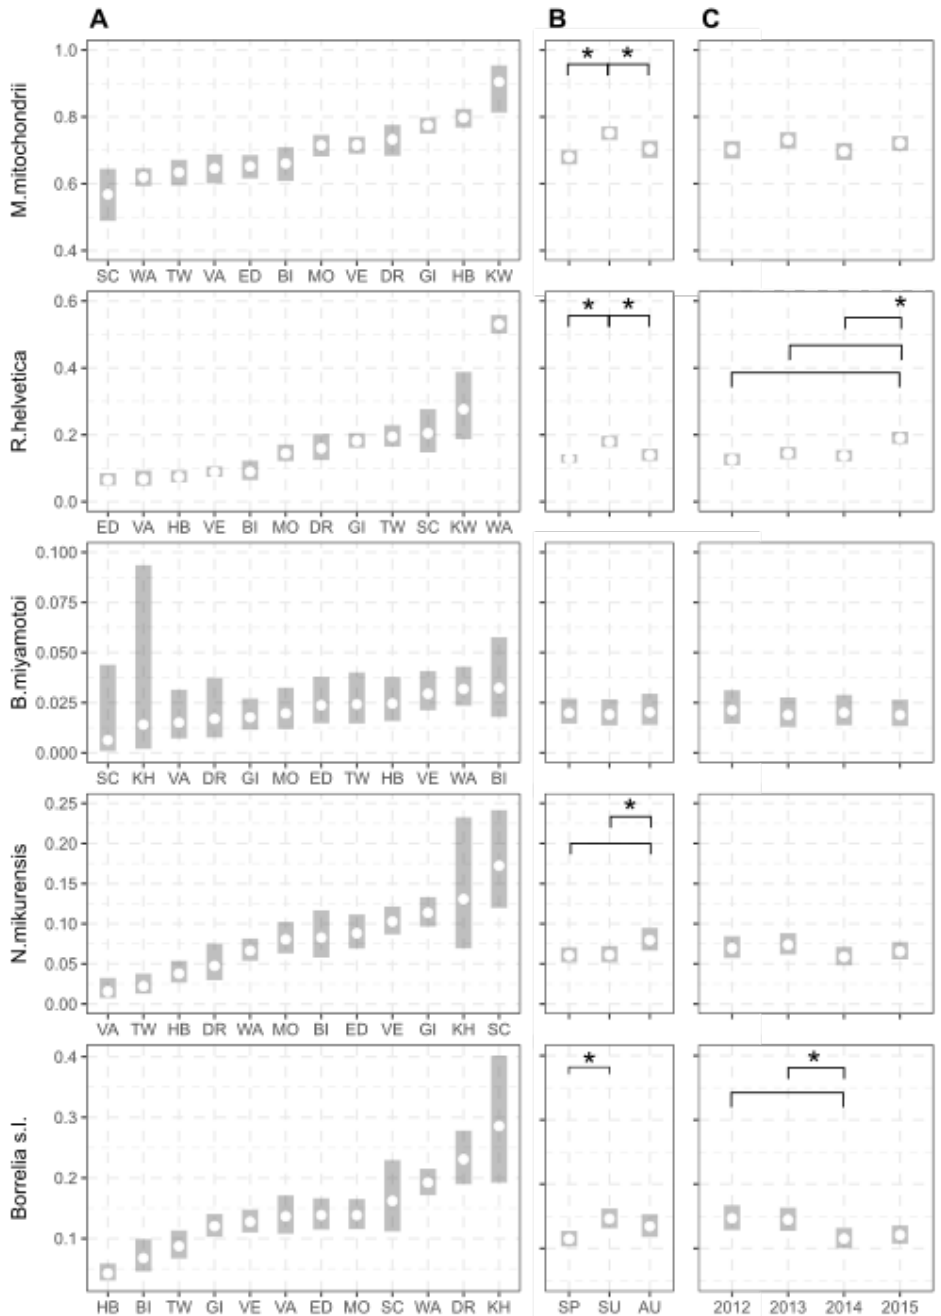 A B C
M.mitochondrii
1.0
0.8
0.6
0.4
* *
SC WA TW VA ED BI MO VE DR GI HB KW
R.helvetica
0.6
0.4
0.2
0.0
* *
*
ED VA HB VE BI MO DR GI TW SC KW WA
B.miyamotoi
0.100
0.075
0.050
0.025
0.000
SC KH VA DR GI MO ED TW HB VE WA BI
N.mikurensis
0.25
0.20
0.15
0.10
0.05
0.00
*
VA TW HB DR WA MO BI ED VE GI KH SC
Borrelia s.l.
0.4
0.3
0.2
0.1
* *
HB BI TW GI VE VA ED MO SC WA DR KH SP SU AU 2012 2013 2014 2015